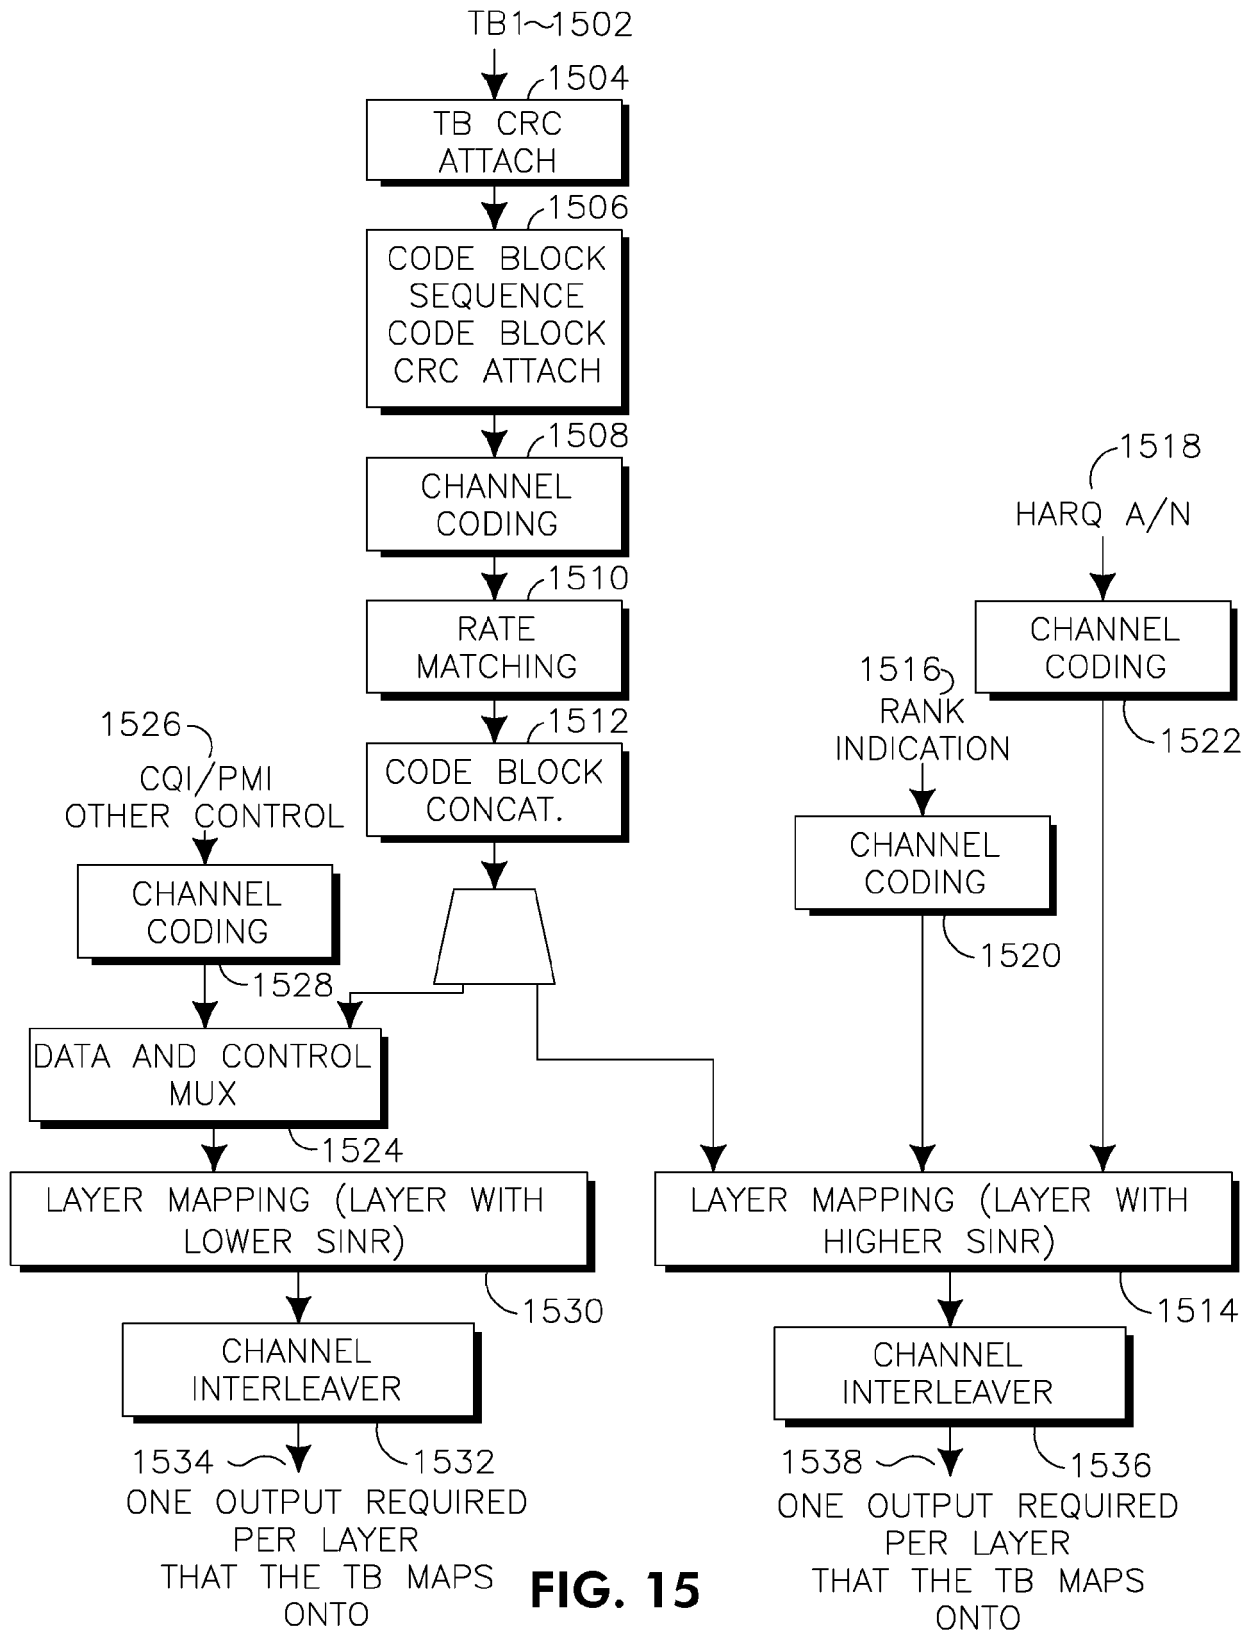 TB1~1502
1504
TB CRC
ATTACH
1506
CODE BLOCK
SEQUENCE
CODE BLOCK
CRC ATTACH
1508
CHANNEL
CODING
1518
HARQ A/N
1510
RATE
MATCHING
CHANNEL
CODING
1522
1516
RANK
INDICATION
1512
CODE BLOCK
CONCAT.
1526
CQI/PMI
OTHER CONTROL
CHANNEL
CODING
1520
CHANNEL
CODING
1528
DATA AND CONTROL
MUX
1524
LAYER MAPPING (LAYER WITH
LOWER SINR)
1530
LAYER MAPPING (LAYER WITH
HIGHER SINR)
1514
CHANNEL
INTERLEAVER
1532
CHANNEL
INTERLEAVER
1536
1534
ONE OUTPUT REQUIRED
PER LAYER
THAT THE TB MAPS
ONTO
1538
ONE OUTPUT REQUIRED
PER LAYER
THAT THE TB MAPS
ONTO
FIG. 15